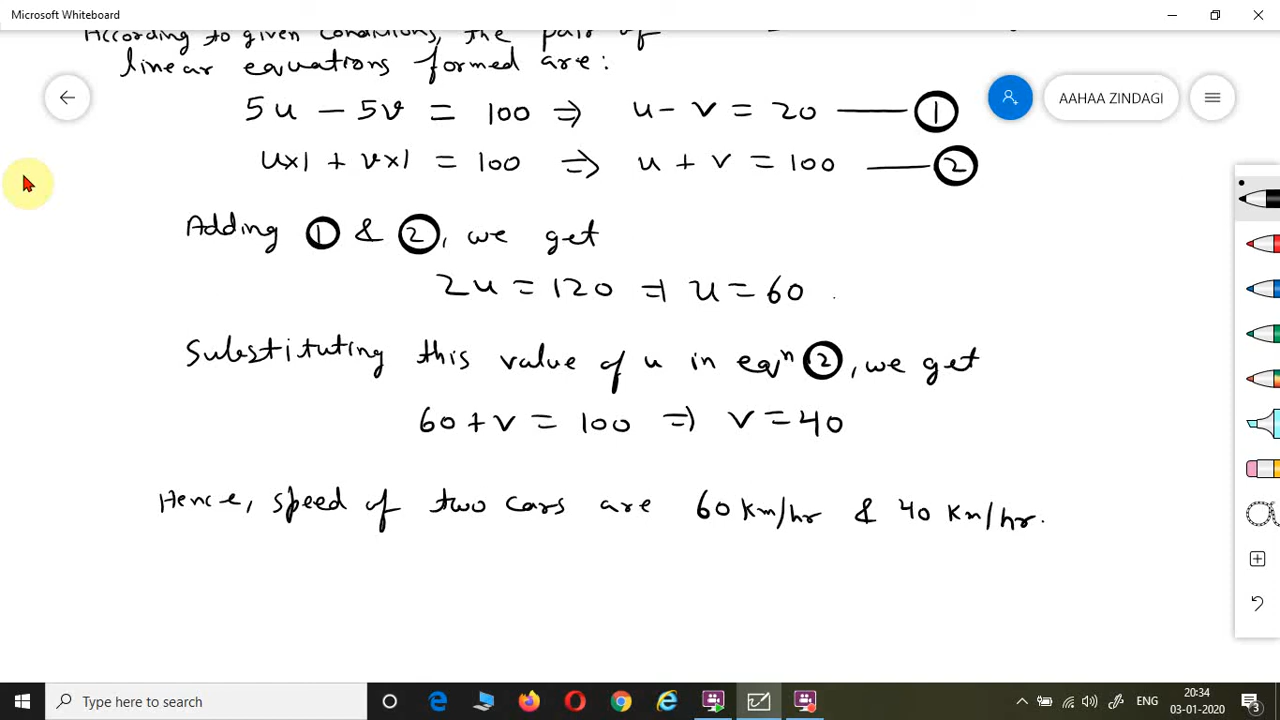 Microsoft Whiteboard
According to given conditions, the pair of
linear equations formed are:
AAHAA ZINDAGI
5u - 5v = 100 ⇒ u - v = 20 —— ①
u×1 + v×1 = 100 ⇒ u + v = 100 —— ②
Adding ① & ②, we get
2u = 120 ⇒ u = 60
Substituting this value of u in eqⁿ ②, we get
60 + v = 100 ⇒ v = 40
Hence, speed of two cars are 60 Km/hr & 40 Km/hr.
Type here to search
ENG
20:34
03-01-2020
3